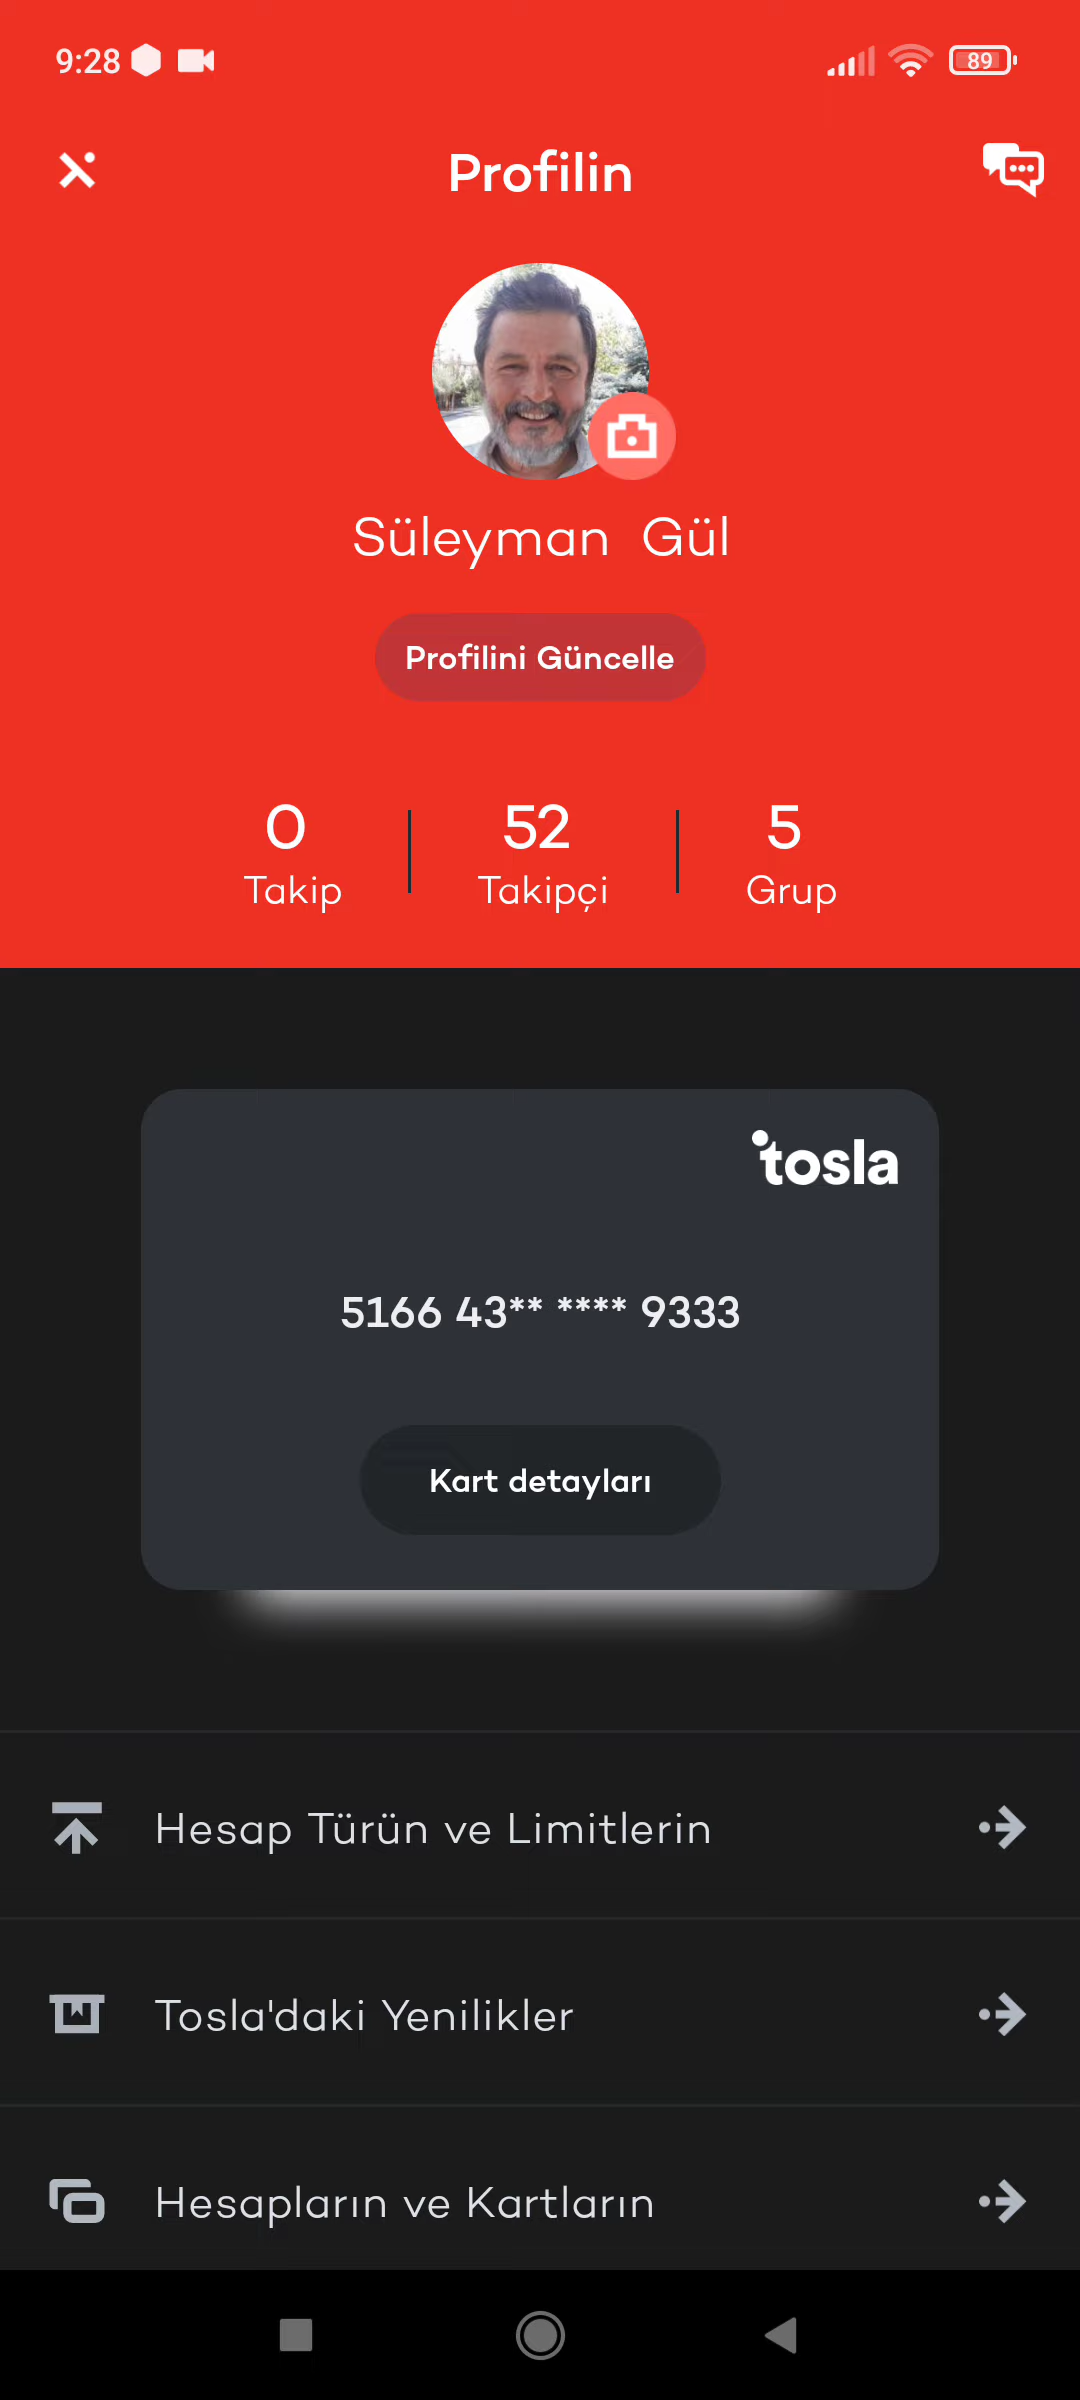 9:28
89
Profilin
Süleyman Gül
Profilini Güncelle
0 52 5
Takip Takipçi Grup
tosla
5166 43** **** 9333
Kart detayları
Hesap Türün ve Limitlerin
Tosla'daki Yenilikler
Hesapların ve Kartların